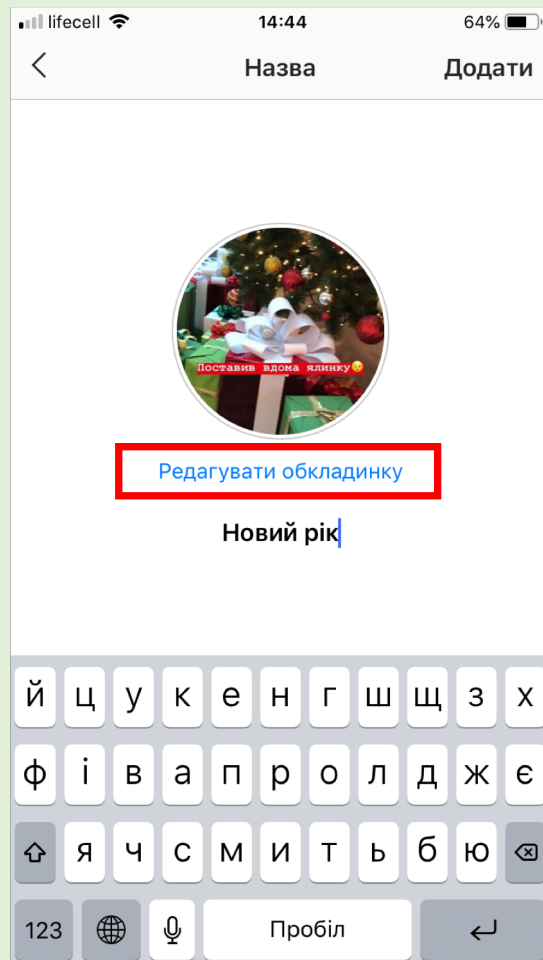 lifecell 14:44 64%
Назва Додати
Поставив вдома ялинку
Редагувати обкладинку
Новий рік
й ц у к е н г ш щ з х
ф і в а п р о л д ж є
я ч с м и т ь б ю
123 Пробіл